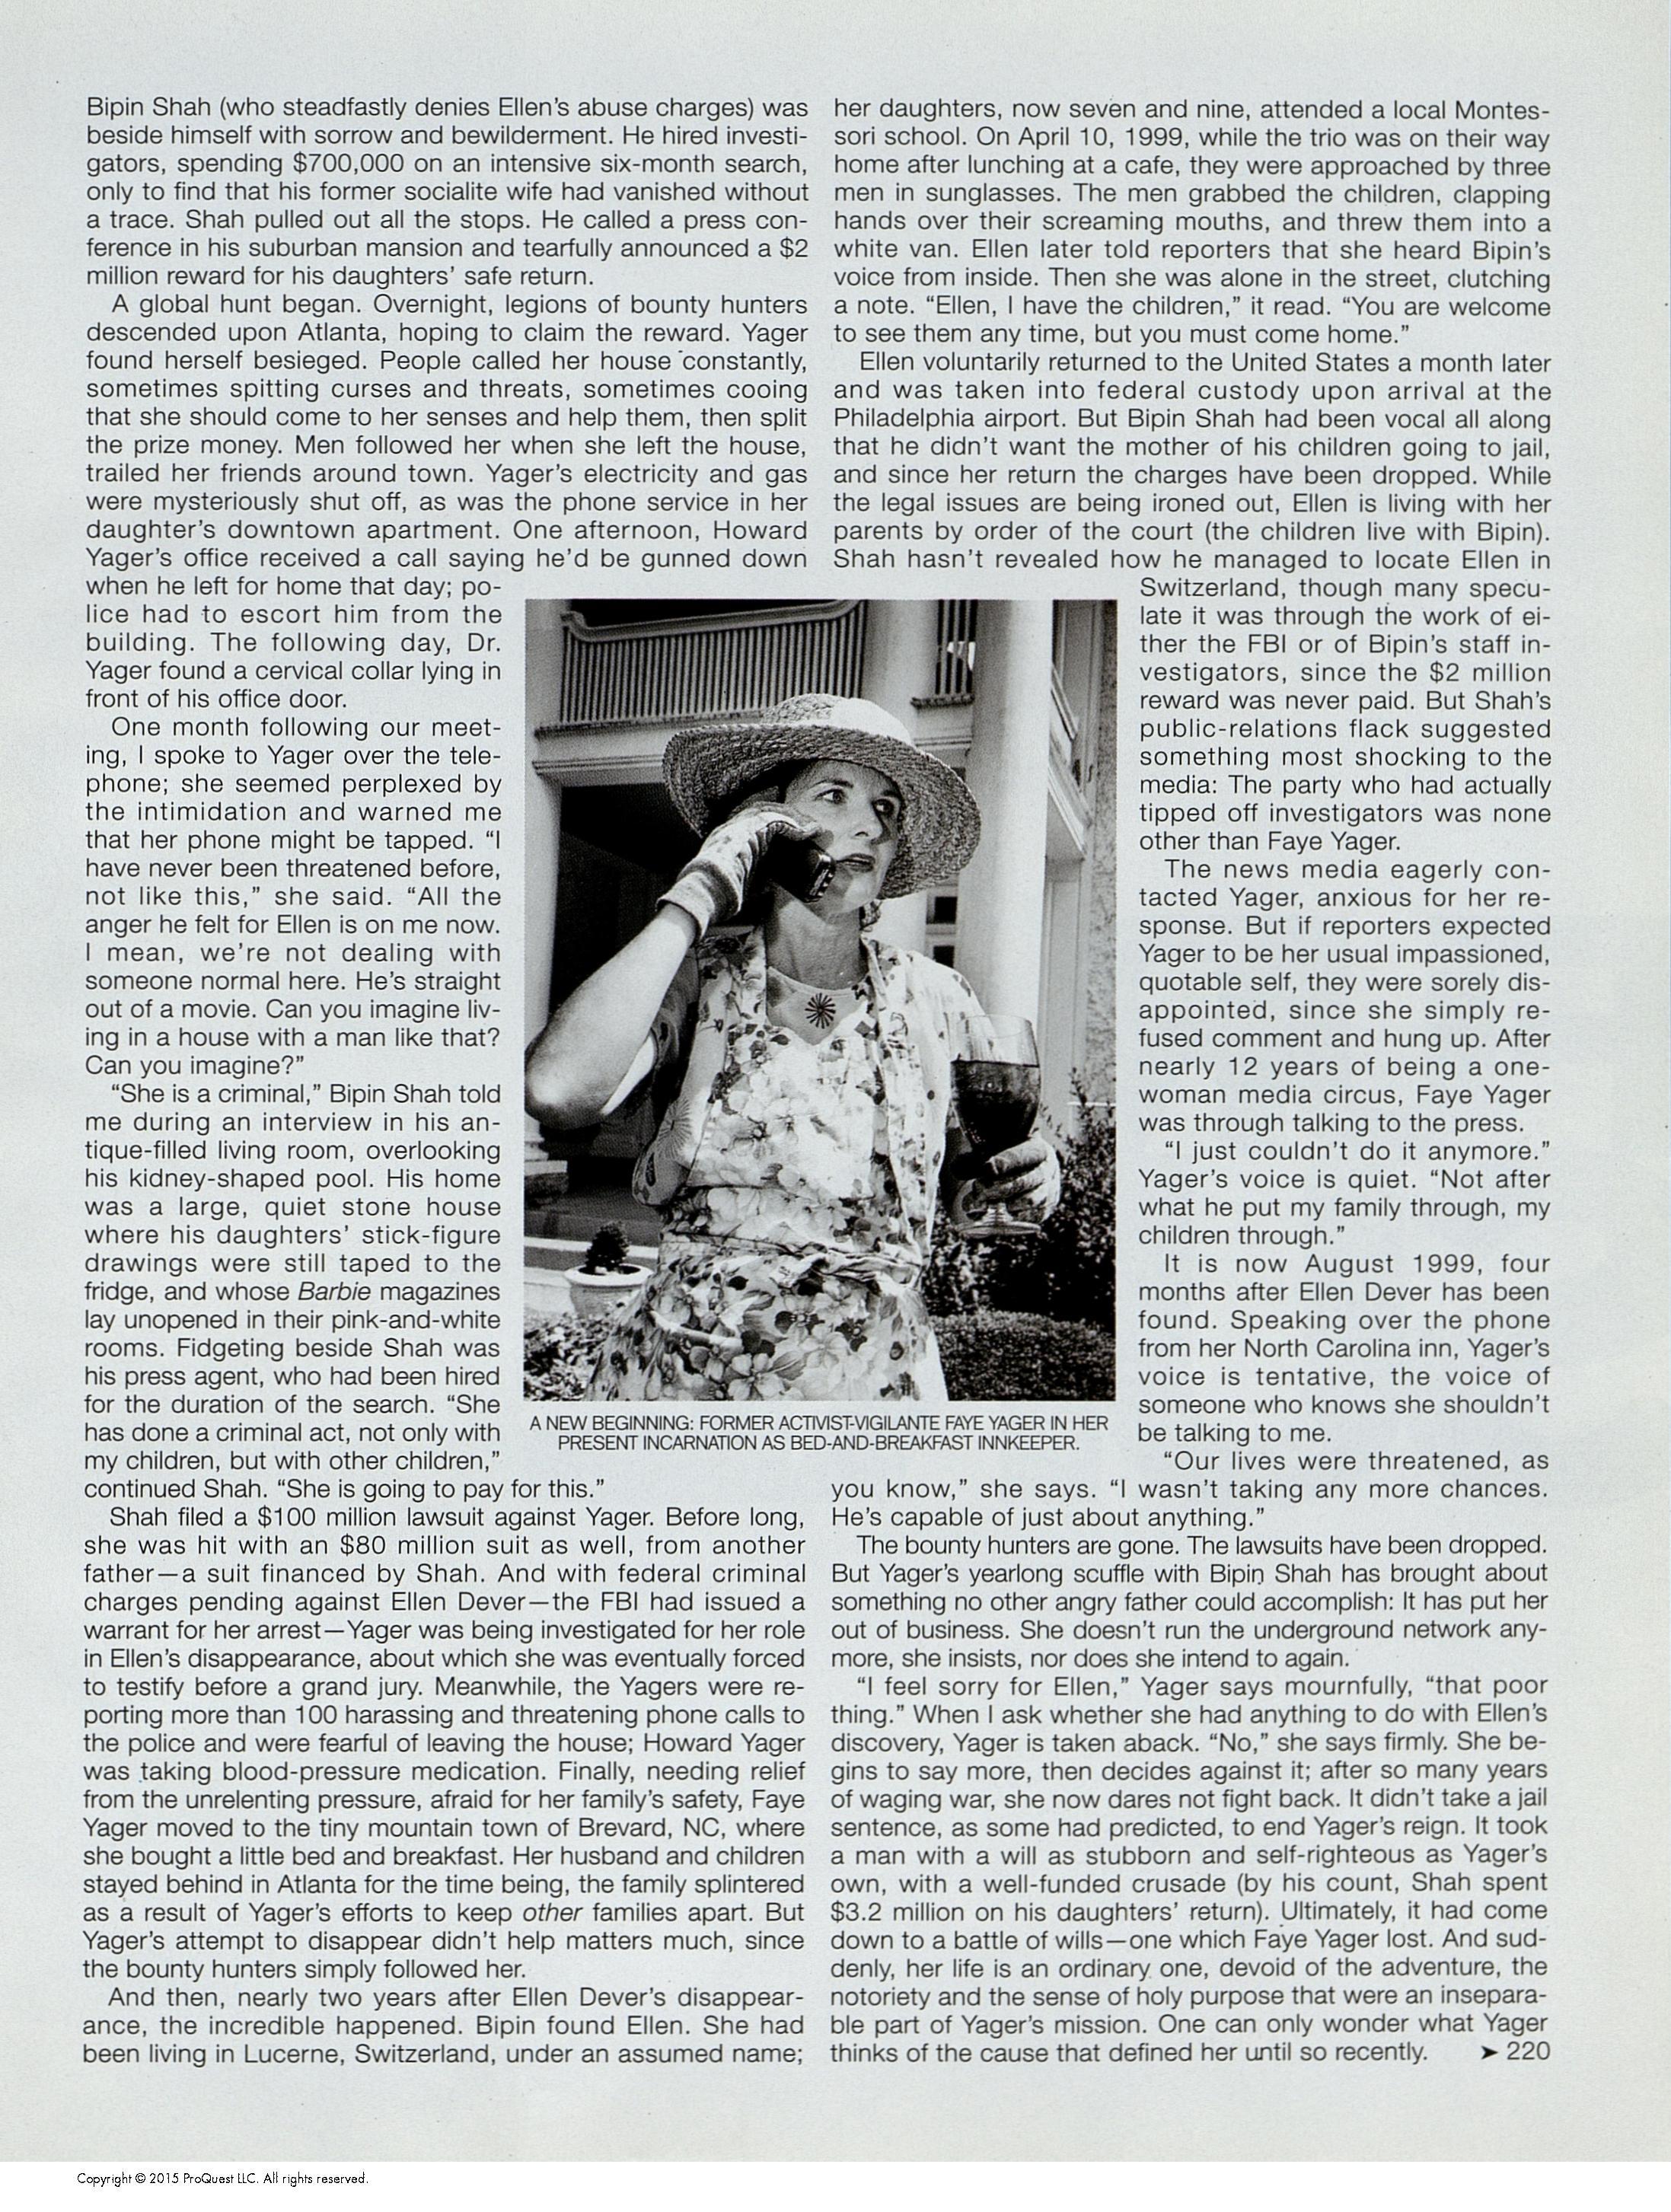 Bipin Shah (who steadfastly denies Ellen's abuse charges) was
beside himself with sorrow and bewilderment. He hired investi-
gators, spending $700,000 on an intensive six-month search,
only to find that his former socialite wife had vanished without
a trace. Shah pulled out all the stops. He called a press con-
ference in his suburban mansion and tearfully announced a $2
million reward for his daughters' safe return.
A global hunt began. Overnight, legions of bounty hunters
descended upon Atlanta, hoping to claim the reward. Yager
found herself besieged. People called her house constantly,
sometimes spitting curses and threats, sometimes cooing
that she should come to her senses and help them, then split
the prize money. Men followed her when she left the house,
trailed her friends around town. Yager's electricity and gas
were mysteriously shut off, as was the phone service in her
daughter's downtown apartment. One afternoon, Howard
Yager's office received a call saying he'd be gunned down
when he left for home that day; po-
lice had to escort him from the
building. The following day, Dr.
Yager found a cervical collar lying in
front of his office door.
One month following our meet-
ing, I spoke to Yager over the tele-
phone; she seemed perplexed by
the intimidation and warned me
that her phone might be tapped. “I
have never been threatened before,
not like this,” she said. “All the
anger he felt for Ellen is on me now.
I mean, we're not dealing with
someone normal here. He's straight
out of a movie. Can you imagine liv-
ing in a house with a man like that?
Can you imagine?”
“She is a criminal,” Bipin Shah told
me during an interview in his an-
tique-filled living room, overlooking
his kidney-shaped pool. His home
was a large, quiet stone house
where his daughters' stick-figure
drawings were still taped to the
fridge, and whose Barbie magazines
lay unopened in their pink-and-white
rooms. Fidgeting beside Shah was
his press agent, who had been hired
for the duration of the search. “She
has done a criminal act, not only with
my children, but with other children,”
continued Shah. “She is going to pay for this.”
Shah filed a $100 million lawsuit against Yager. Before long,
she was hit with an $80 million suit as well, from another
father—a suit financed by Shah. And with federal criminal
charges pending against Ellen Dever—the FBI had issued a
warrant for her arrest—Yager was being investigated for her role
in Ellen's disappearance, about which she was eventually forced
to testify before a grand jury. Meanwhile, the Yagers were re-
porting more than 100 harassing and threatening phone calls to
the police and were fearful of leaving the house; Howard Yager
was taking blood-pressure medication. Finally, needing relief
from the unrelenting pressure, afraid for her family's safety, Faye
Yager moved to the tiny mountain town of Brevard, NC, where
she bought a little bed and breakfast. Her husband and children
stayed behind in Atlanta for the time being, the family splintered
as a result of Yager's efforts to keep other families apart. But
Yager's attempt to disappear didn't help matters much, since
the bounty hunters simply followed her.
And then, nearly two years after Ellen Dever's disappear-
ance, the incredible happened. Bipin found Ellen. She had
been living in Lucerne, Switzerland, under an assumed name;
her daughters, now seven and nine, attended a local Montes-
sori school. On April 10, 1999, while the trio was on their way
home after lunching at a cafe, they were approached by three
men in sunglasses. The men grabbed the children, clapping
hands over their screaming mouths, and threw them into a
white van. Ellen later told reporters that she heard Bipin's
voice from inside. Then she was alone in the street, clutching
a note. “Ellen, I have the children,” it read. “You are welcome
to see them any time, but you must come home.”
Ellen voluntarily returned to the United States a month later
and was taken into federal custody upon arrival at the
Philadelphia airport. But Bipin Shah had been vocal all along
that he didn't want the mother of his children going to jail,
and since her return the charges have been dropped. While
the legal issues are being ironed out, Ellen is living with her
parents by order of the court (the children live with Bipin).
Shah hasn't revealed how he managed to locate Ellen in
Switzerland, though many specu-
late it was through the work of ei-
ther the FBI or of Bipin's staff in-
vestigators, since the $2 million
reward was never paid. But Shah's
public-relations flack suggested
something most shocking to the
media: The party who had actually
tipped off investigators was none
other than Faye Yager.
The news media eagerly con-
tacted Yager, anxious for her re-
sponse. But if reporters expected
Yager to be her usual impassioned,
quotable self, they were sorely dis-
appointed, since she simply re-
fused comment and hung up. After
nearly 12 years of being a one-
woman media circus, Faye Yager
was through talking to the press.
“I just couldn't do it anymore.”
Yager's voice is quiet. “Not after
what he put my family through, my
children through.”
It is now August 1999, four
months after Ellen Dever has been
found. Speaking over the phone
from her North Carolina inn, Yager's
voice is tentative, the voice of
someone who knows she shouldn't
be talking to me.
“Our lives were threatened, as
you know,” she says. “I wasn't taking any more chances.
He's capable of just about anything.”
The bounty hunters are gone. The lawsuits have been dropped.
But Yager's yearlong scuffle with Bipin Shah has brought about
something no other angry father could accomplish: It has put her
out of business. She doesn't run the underground network any-
more, she insists, nor does she intend to again.
“I feel sorry for Ellen,” Yager says mournfully, “that poor
thing.” When I ask whether she had anything to do with Ellen's
discovery, Yager is taken aback. “No,” she says firmly. She be-
gins to say more, then decides against it; after so many years
of waging war, she now dares not fight back. It didn't take a jail
sentence, as some had predicted, to end Yager's reign. It took
a man with a will as stubborn and self-righteous as Yager's
own, with a well-funded crusade (by his count, Shah spent
$3.2 million on his daughters' return). Ultimately, it had come
down to a battle of wills—one which Faye Yager lost. And sud-
denly, her life is an ordinary one, devoid of the adventure, the
notoriety and the sense of holy purpose that were an insepara-
ble part of Yager's mission. One can only wonder what Yager
thinks of the cause that defined her until so recently. ➤ 220
A NEW BEGINNING: FORMER ACTIVIST-VIGILANTE FAYE YAGER IN HER
PRESENT INCARNATION AS BED-AND-BREAKFAST INNKEEPER.
Copyright © 2015 ProQuest LLC. All rights reserved.